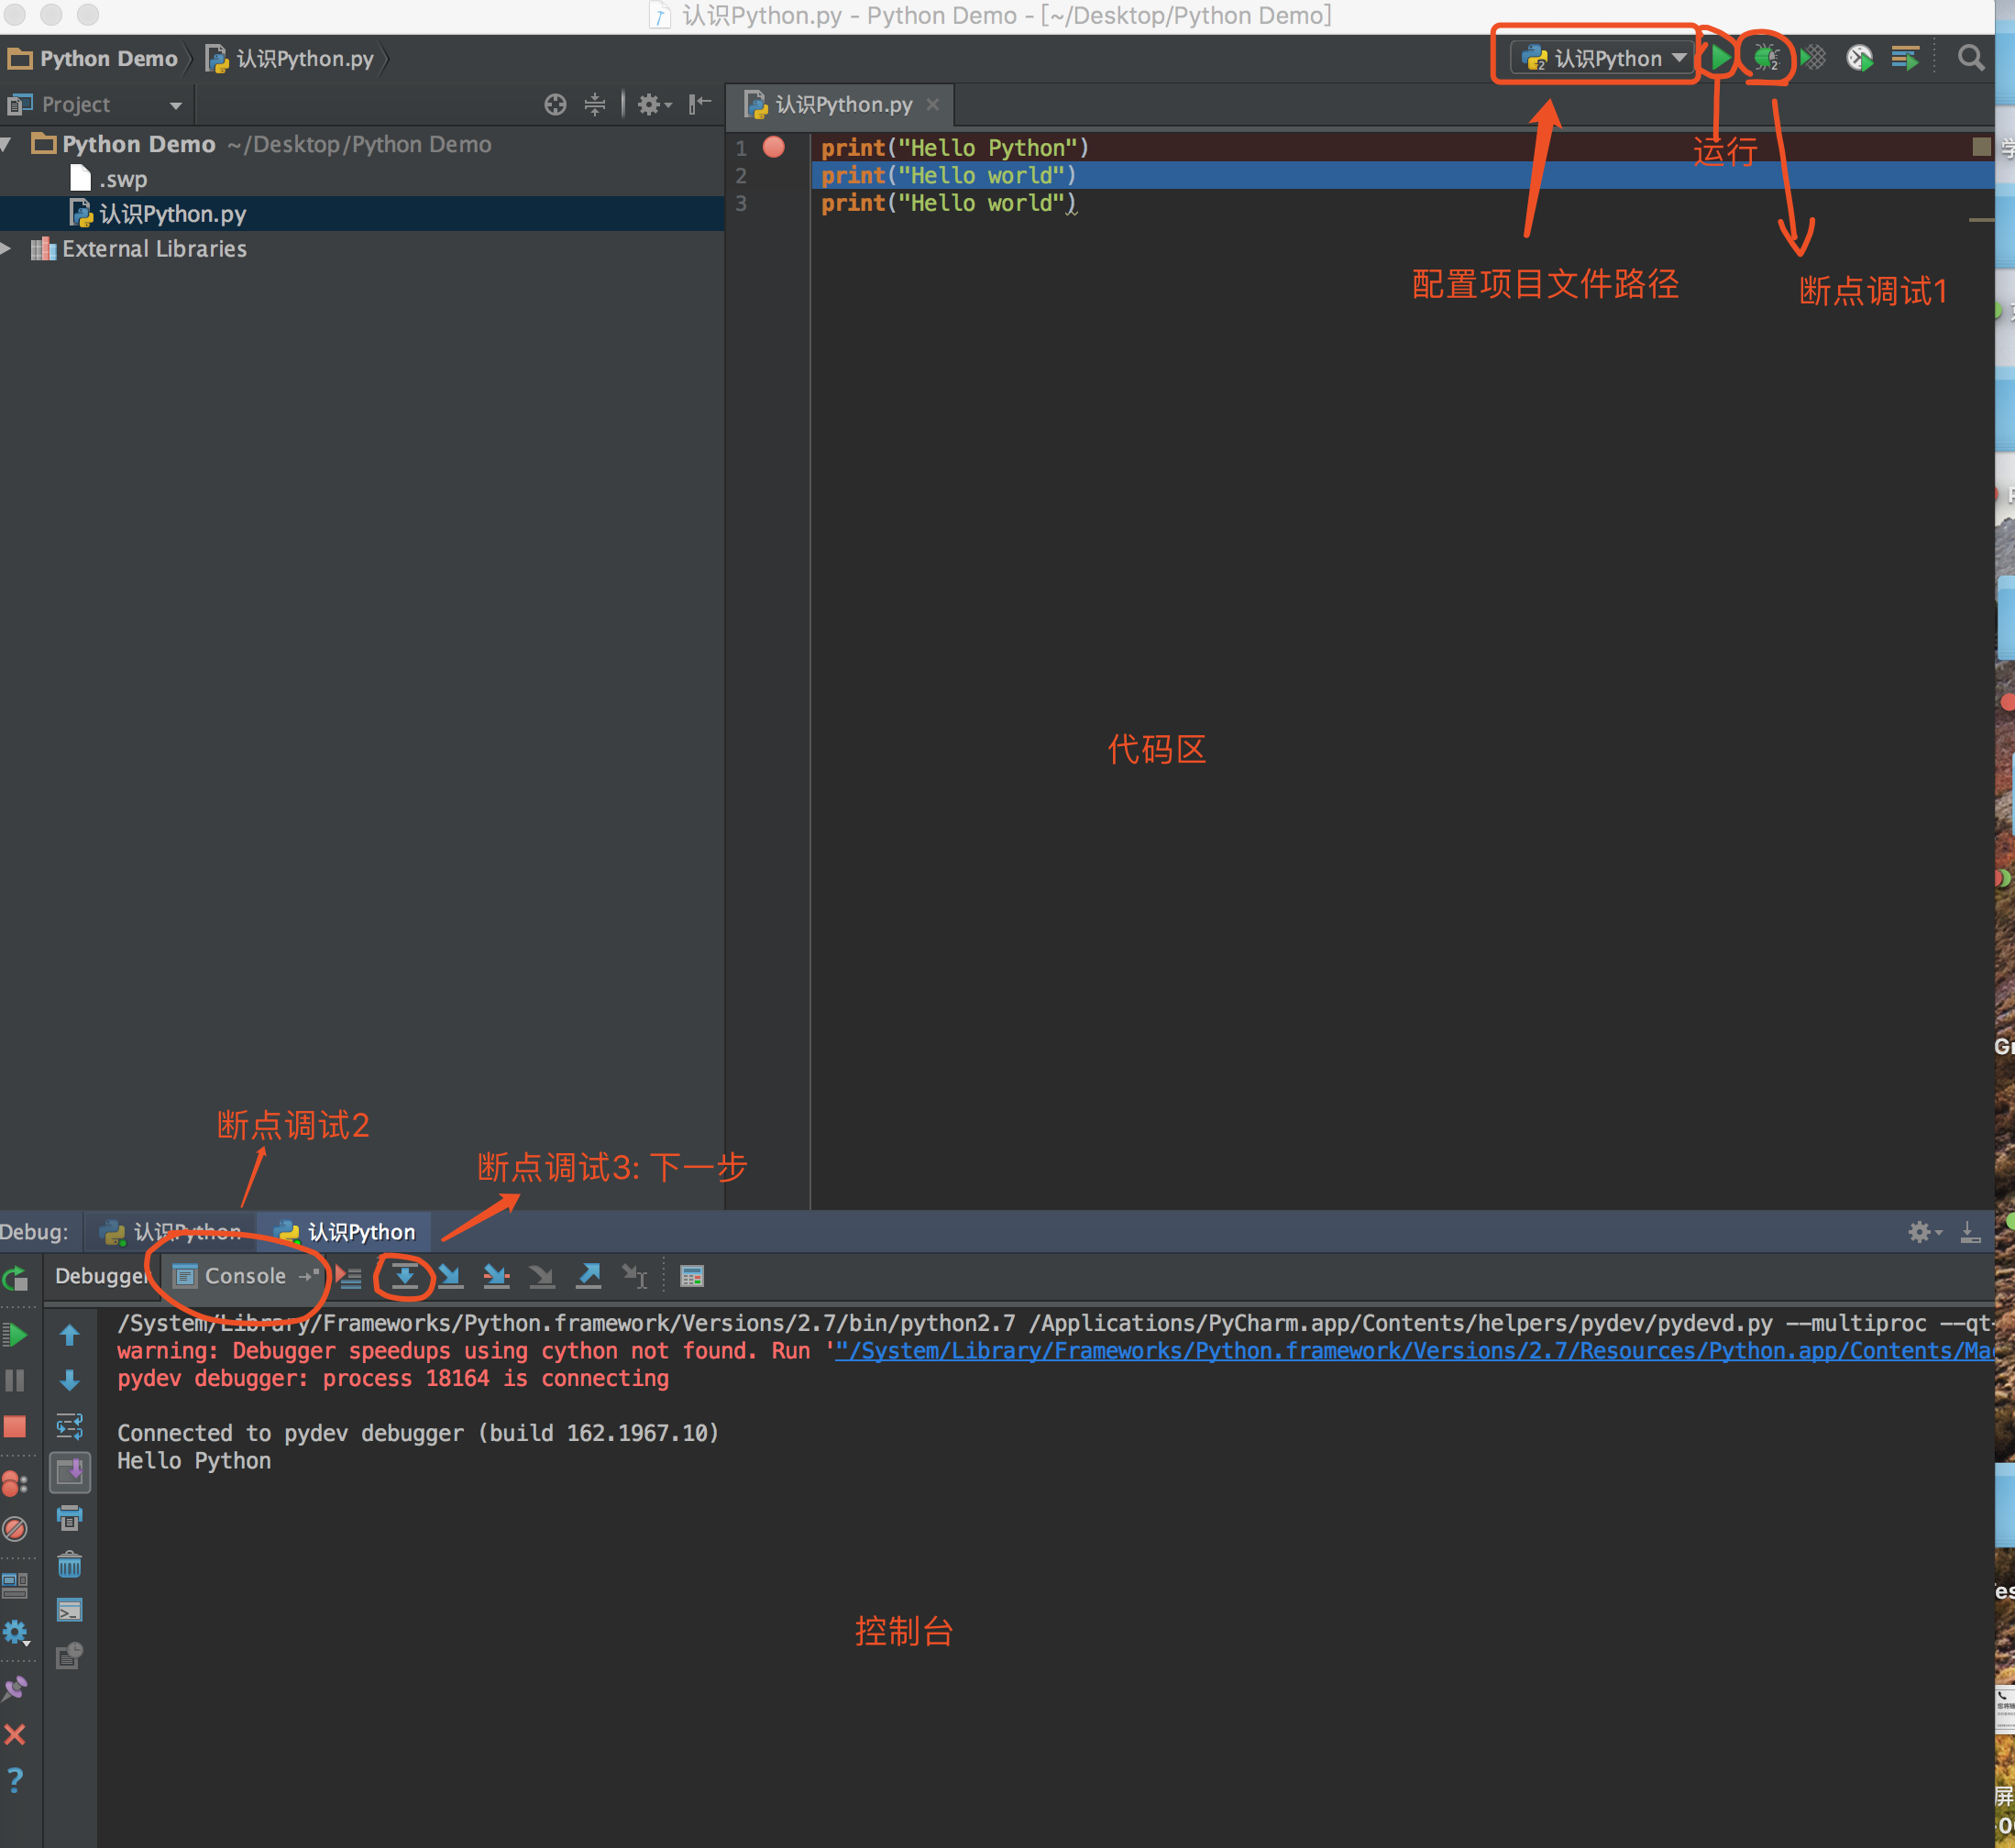 认识Python.py - Python Demo - [~/Desktop/Python Demo]
Python Demo 认识Python.py
认识Python
Project
认识Python.py
运行
Python Demo ~/Desktop/Python Demo
.swp
认识Python.py
External Libraries
1 print("Hello Python")
2 print("Hello world")
3 print("Hello world")
配置项目文件路径
断点调试1
代码区
断点调试2
断点调试3: 下一步
Debug: 认识Python 认识Python
Debugger Console
/System/Library/Frameworks/Python.framework/Versions/2.7/bin/python2.7 /Applications/PyCharm.app/Contents/helpers/pydev/pydevd.py --multiproc --qt-
warning: Debugger speedups using cython not found. Run '"/System/Library/Frameworks/Python.framework/Versions/2.7/Resources/Python.app/Contents/Mac
pydev debugger: process 18164 is connecting
Connected to pydev debugger (build 162.1967.10)
Hello Python
控制台